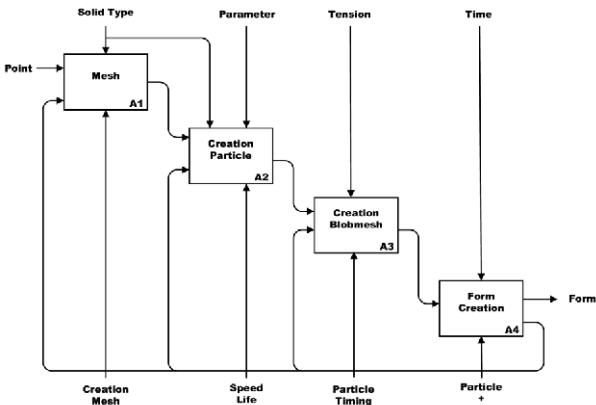 Solid Type
Parameter
Tension
Time
Point
Mesh
A1
Creation
Particle
A2
Creation
Blobmesh
A3
Form
Creation
A4
Form
Creation
Mesh
Speed
Life
Particle
Timing
Particle
+